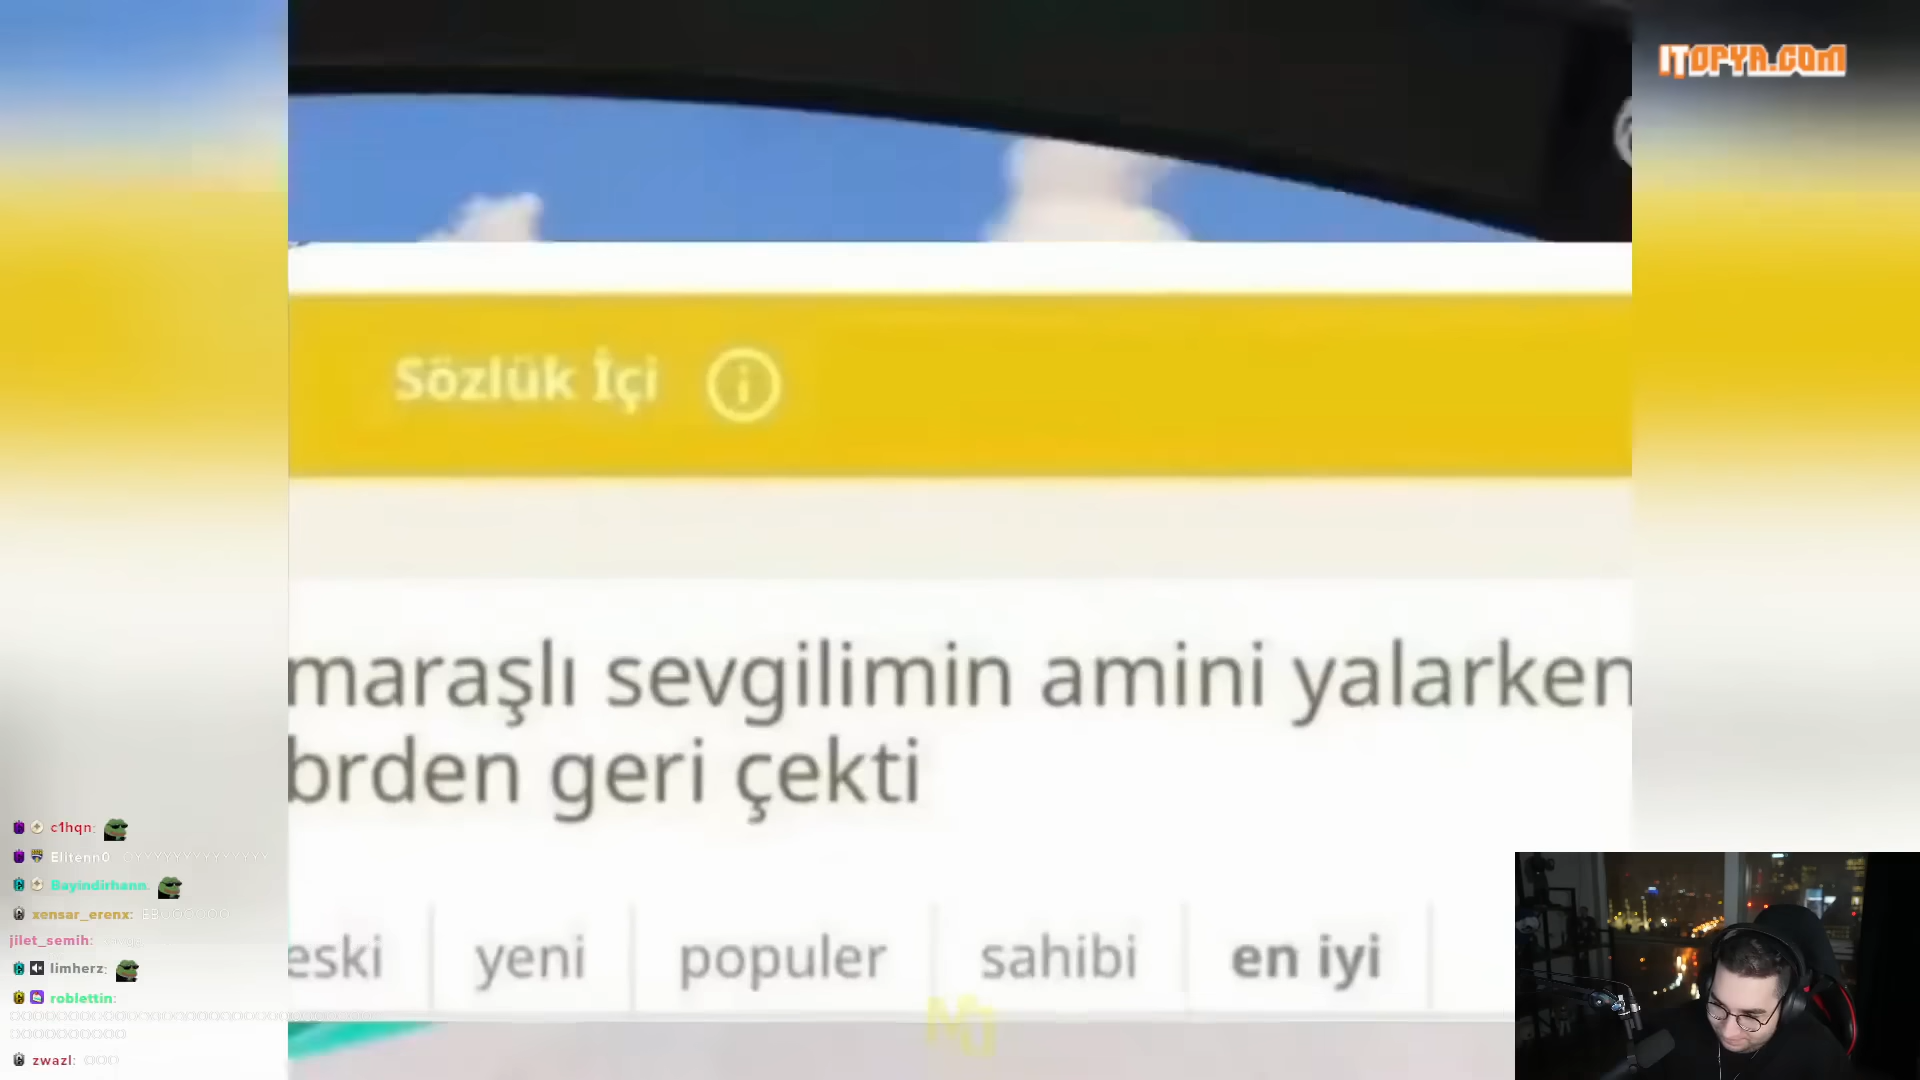 ITOPYA.COM
Sözlük İçi
maraşlı sevgilimin amini yalarken
brden geri çekti
eski
yeni
populer
sahibi
en iyi
c1hqn:
Elitenn0
Bayindirhann:
xensar_erenx:
jilet_semih:
limherz:
roblettin:
zwazl: OOO